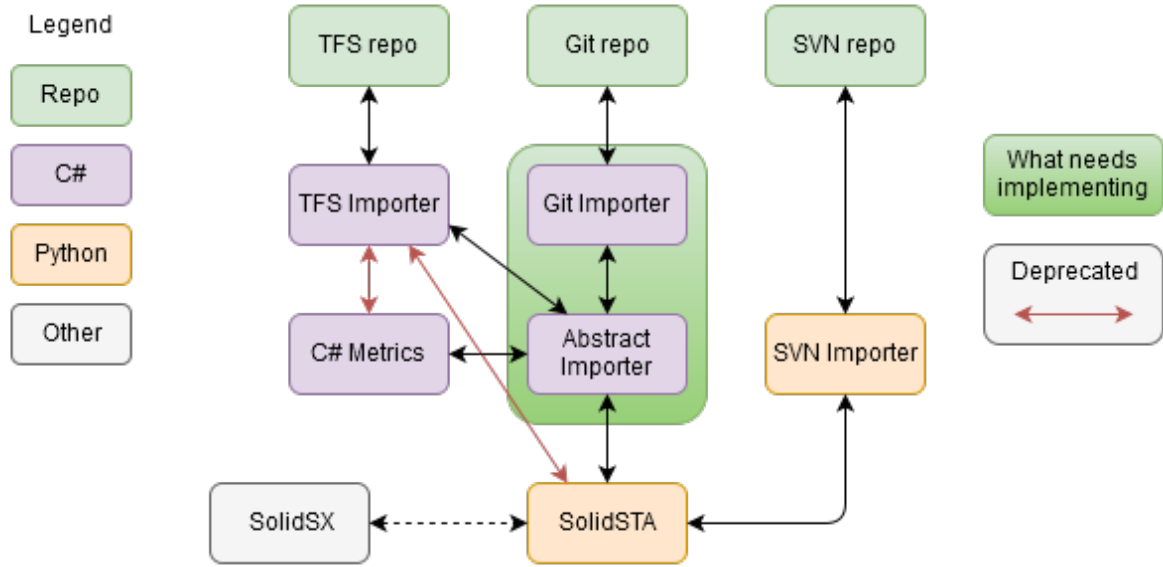 Legend
Repo
C#
Python
Other
TFS repo
Git repo
SVN repo
TFS Importer
Git Importer
C# Metrics
Abstract
Importer
SVN Importer
SolidSX
SolidSTA
What needs
implementing
Deprecated